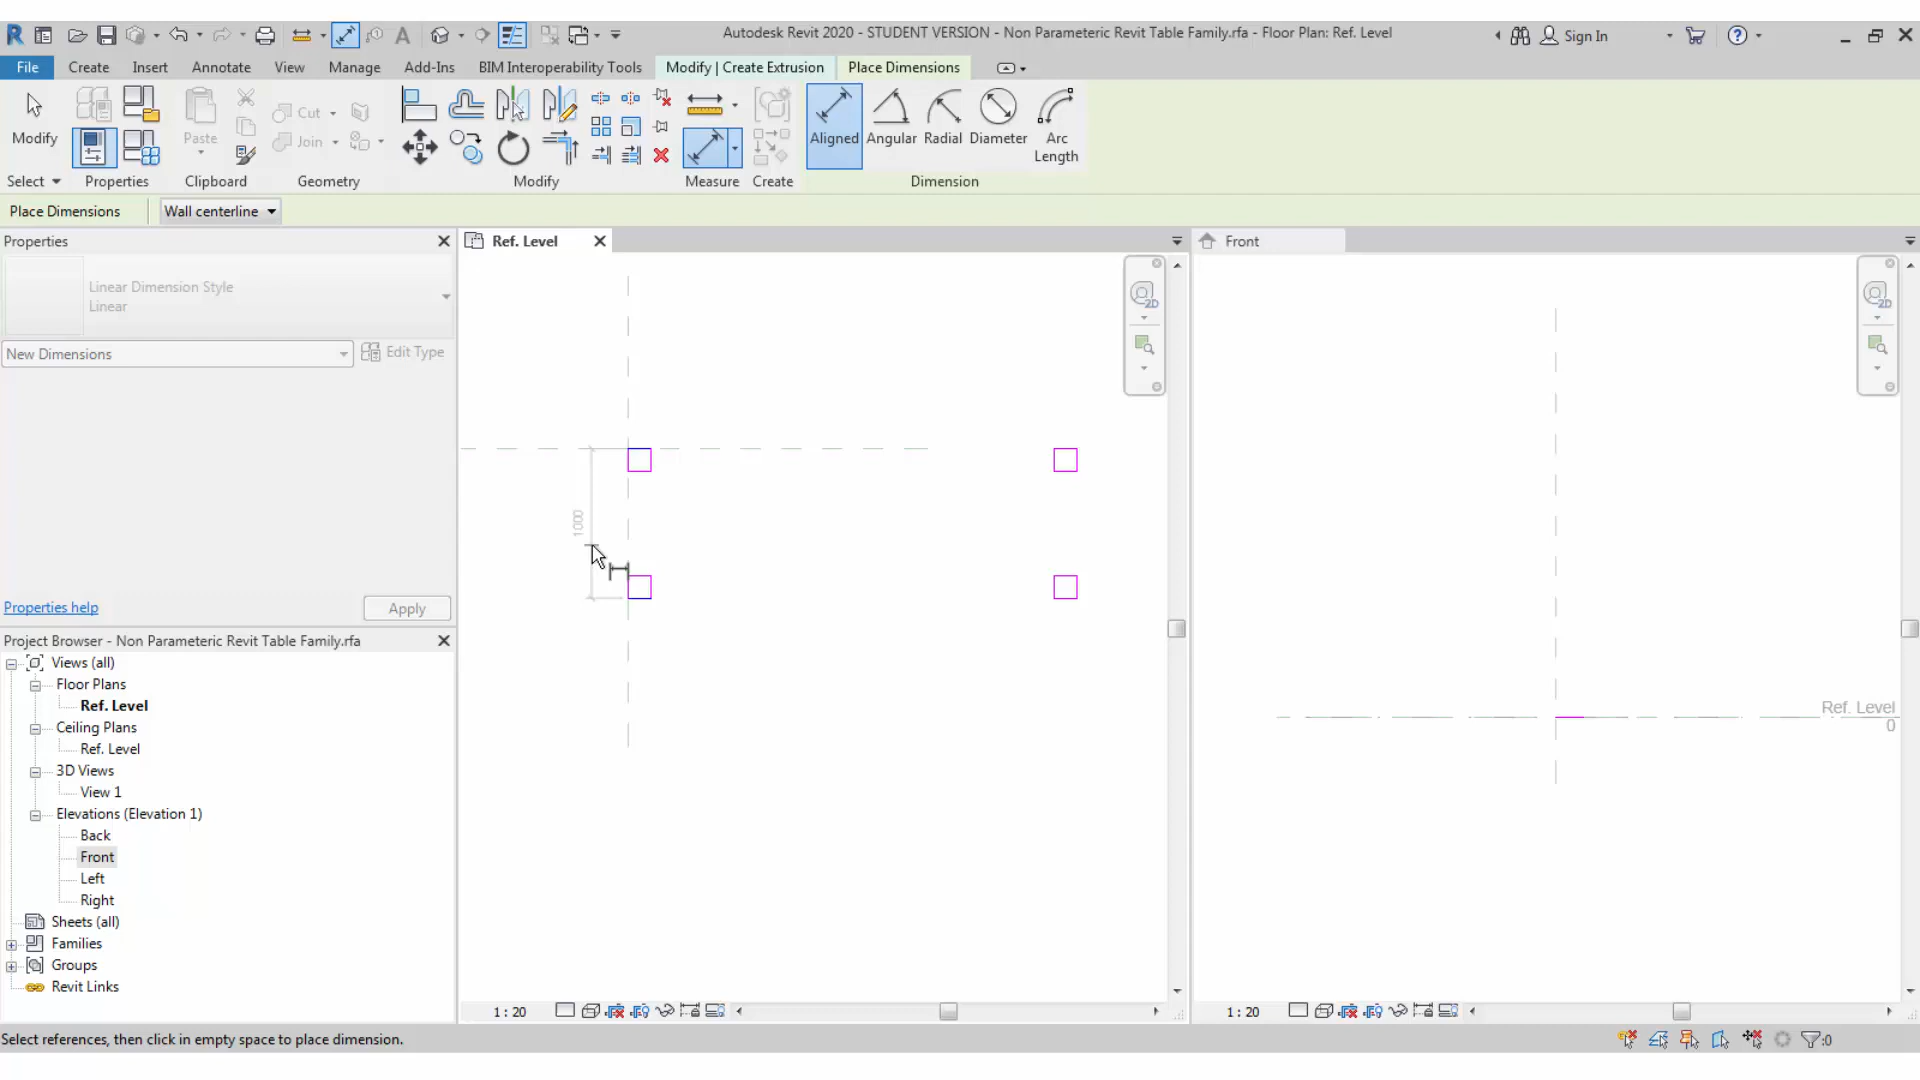 Autodesk Revit 2020 - STUDENT VERSION - Non Parameteric Revit Table Family.rfa - Floor Plan: Ref. Level
Sign In
File Create Insert Annotate View Manage Add-Ins BIM Interoperability Tools Modify | Create Extrusion Place Dimensions
Modify
Paste
Cut
Join
Aligned Angular Radial Diameter Arc Length
Select Properties Clipboard Geometry Modify Measure Create Dimension
Place Dimensions Wall centerline
Properties
Linear Dimension Style
Linear
New Dimensions Edit Type
Properties help Apply
Project Browser - Non Parameteric Revit Table Family.rfa
Views (all)
Floor Plans
Ref. Level
Ceiling Plans
Ref. Level
3D Views
View 1
Elevations (Elevation 1)
Back
Front
Left
Right
Sheets (all)
Families
Groups
Revit Links
Ref. Level
2D
1000
1 : 20
Front
2D
Ref. Level
0
1 : 20
Select references, then click in empty space to place dimension.
:0